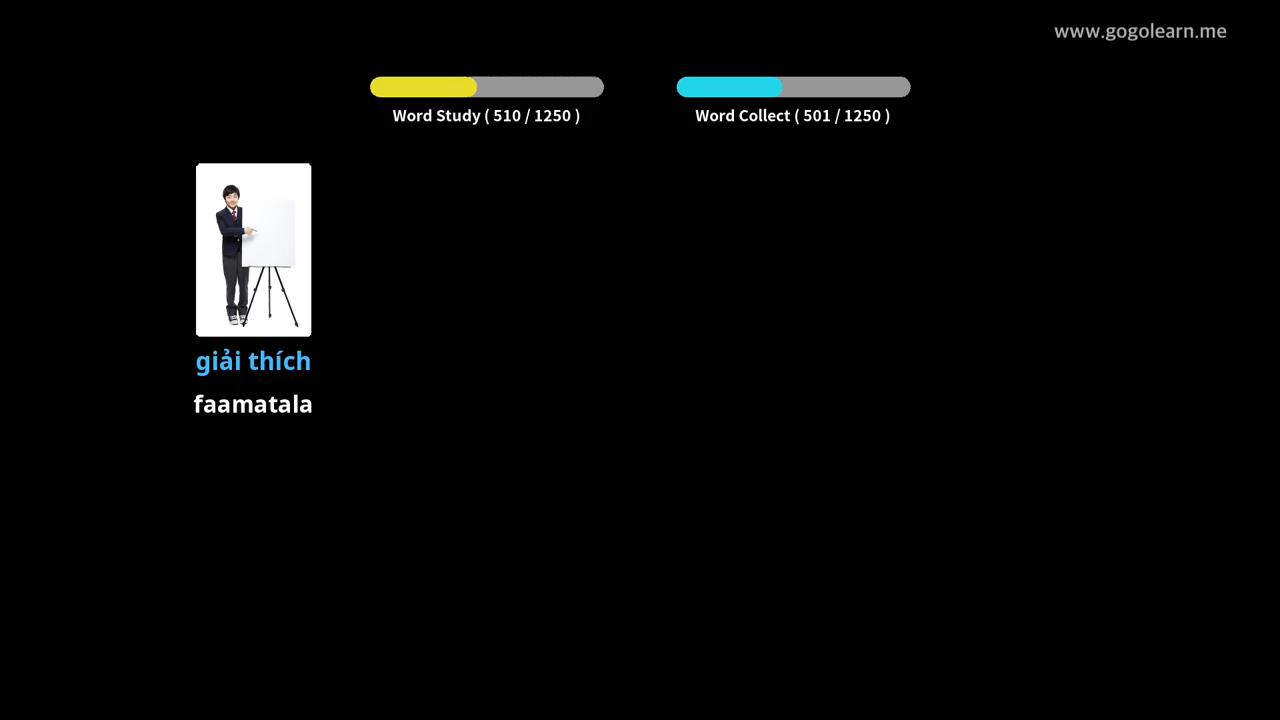 www.gogolearn.me
Word Study ( 510 / 1250 )
Word Collect ( 501 / 1250 )
giải thích
faamatala